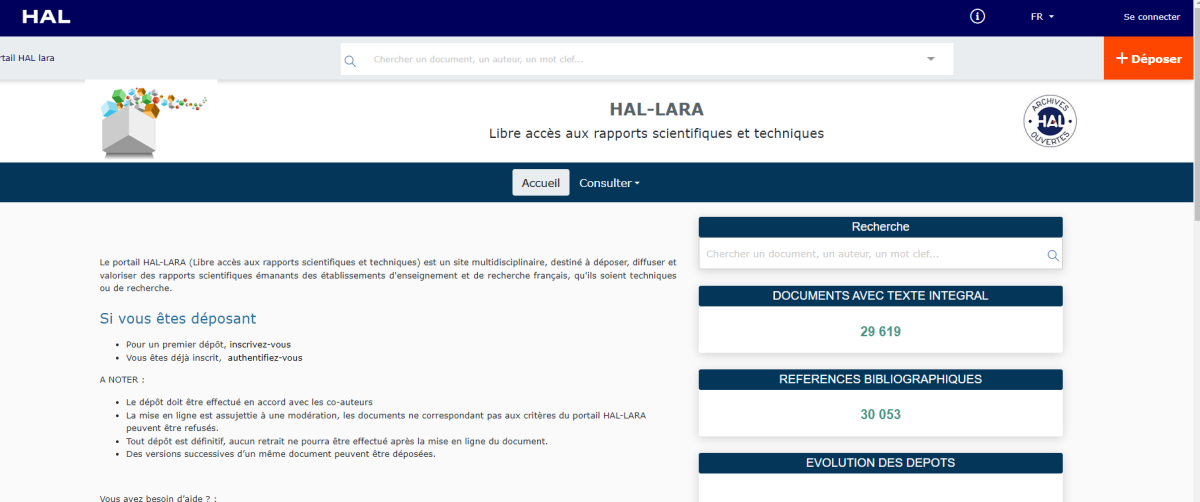 HAL
FR
Se connecter
rtail HAL lara
Chercher un document, un auteur, un mot clef...
+ Déposer
HAL-LARA
Libre accès aux rapports scientifiques et techniques
ARCHIVES
HAL
OUVERTES
Accueil
Consulter
Recherche
Chercher un document, un auteur, un mot clef...
Le portail HAL-LARA (Libre accès aux rapports scientifiques et techniques) est un site multidisciplinaire, destiné à déposer, diffuser et
valoriser des rapports scientifiques émanants des établissements d'enseignement et de recherche français, qu'ils soient techniques
ou de recherche.
Si vous êtes déposant
• Pour un premier dépôt, inscrivez-vous
• Vous êtes déjà inscrit, authentifiez-vous
A NOTER :
• Le dépôt doit être effectué en accord avec les co-auteurs
• La mise en ligne est assujettie à une modération, les documents ne correspondant pas aux critères du portail HAL-LARA
peuvent être refusés.
• Tout dépôt est définitif, aucun retrait ne pourra être effectué après la mise en ligne du document.
• Des versions successives d'un même document peuvent être déposées.
Vous avez besoin d'aide ? :
DOCUMENTS AVEC TEXTE INTEGRAL
29 619
REFERENCES BIBLIOGRAPHIQUES
30 053
EVOLUTION DES DEPOTS